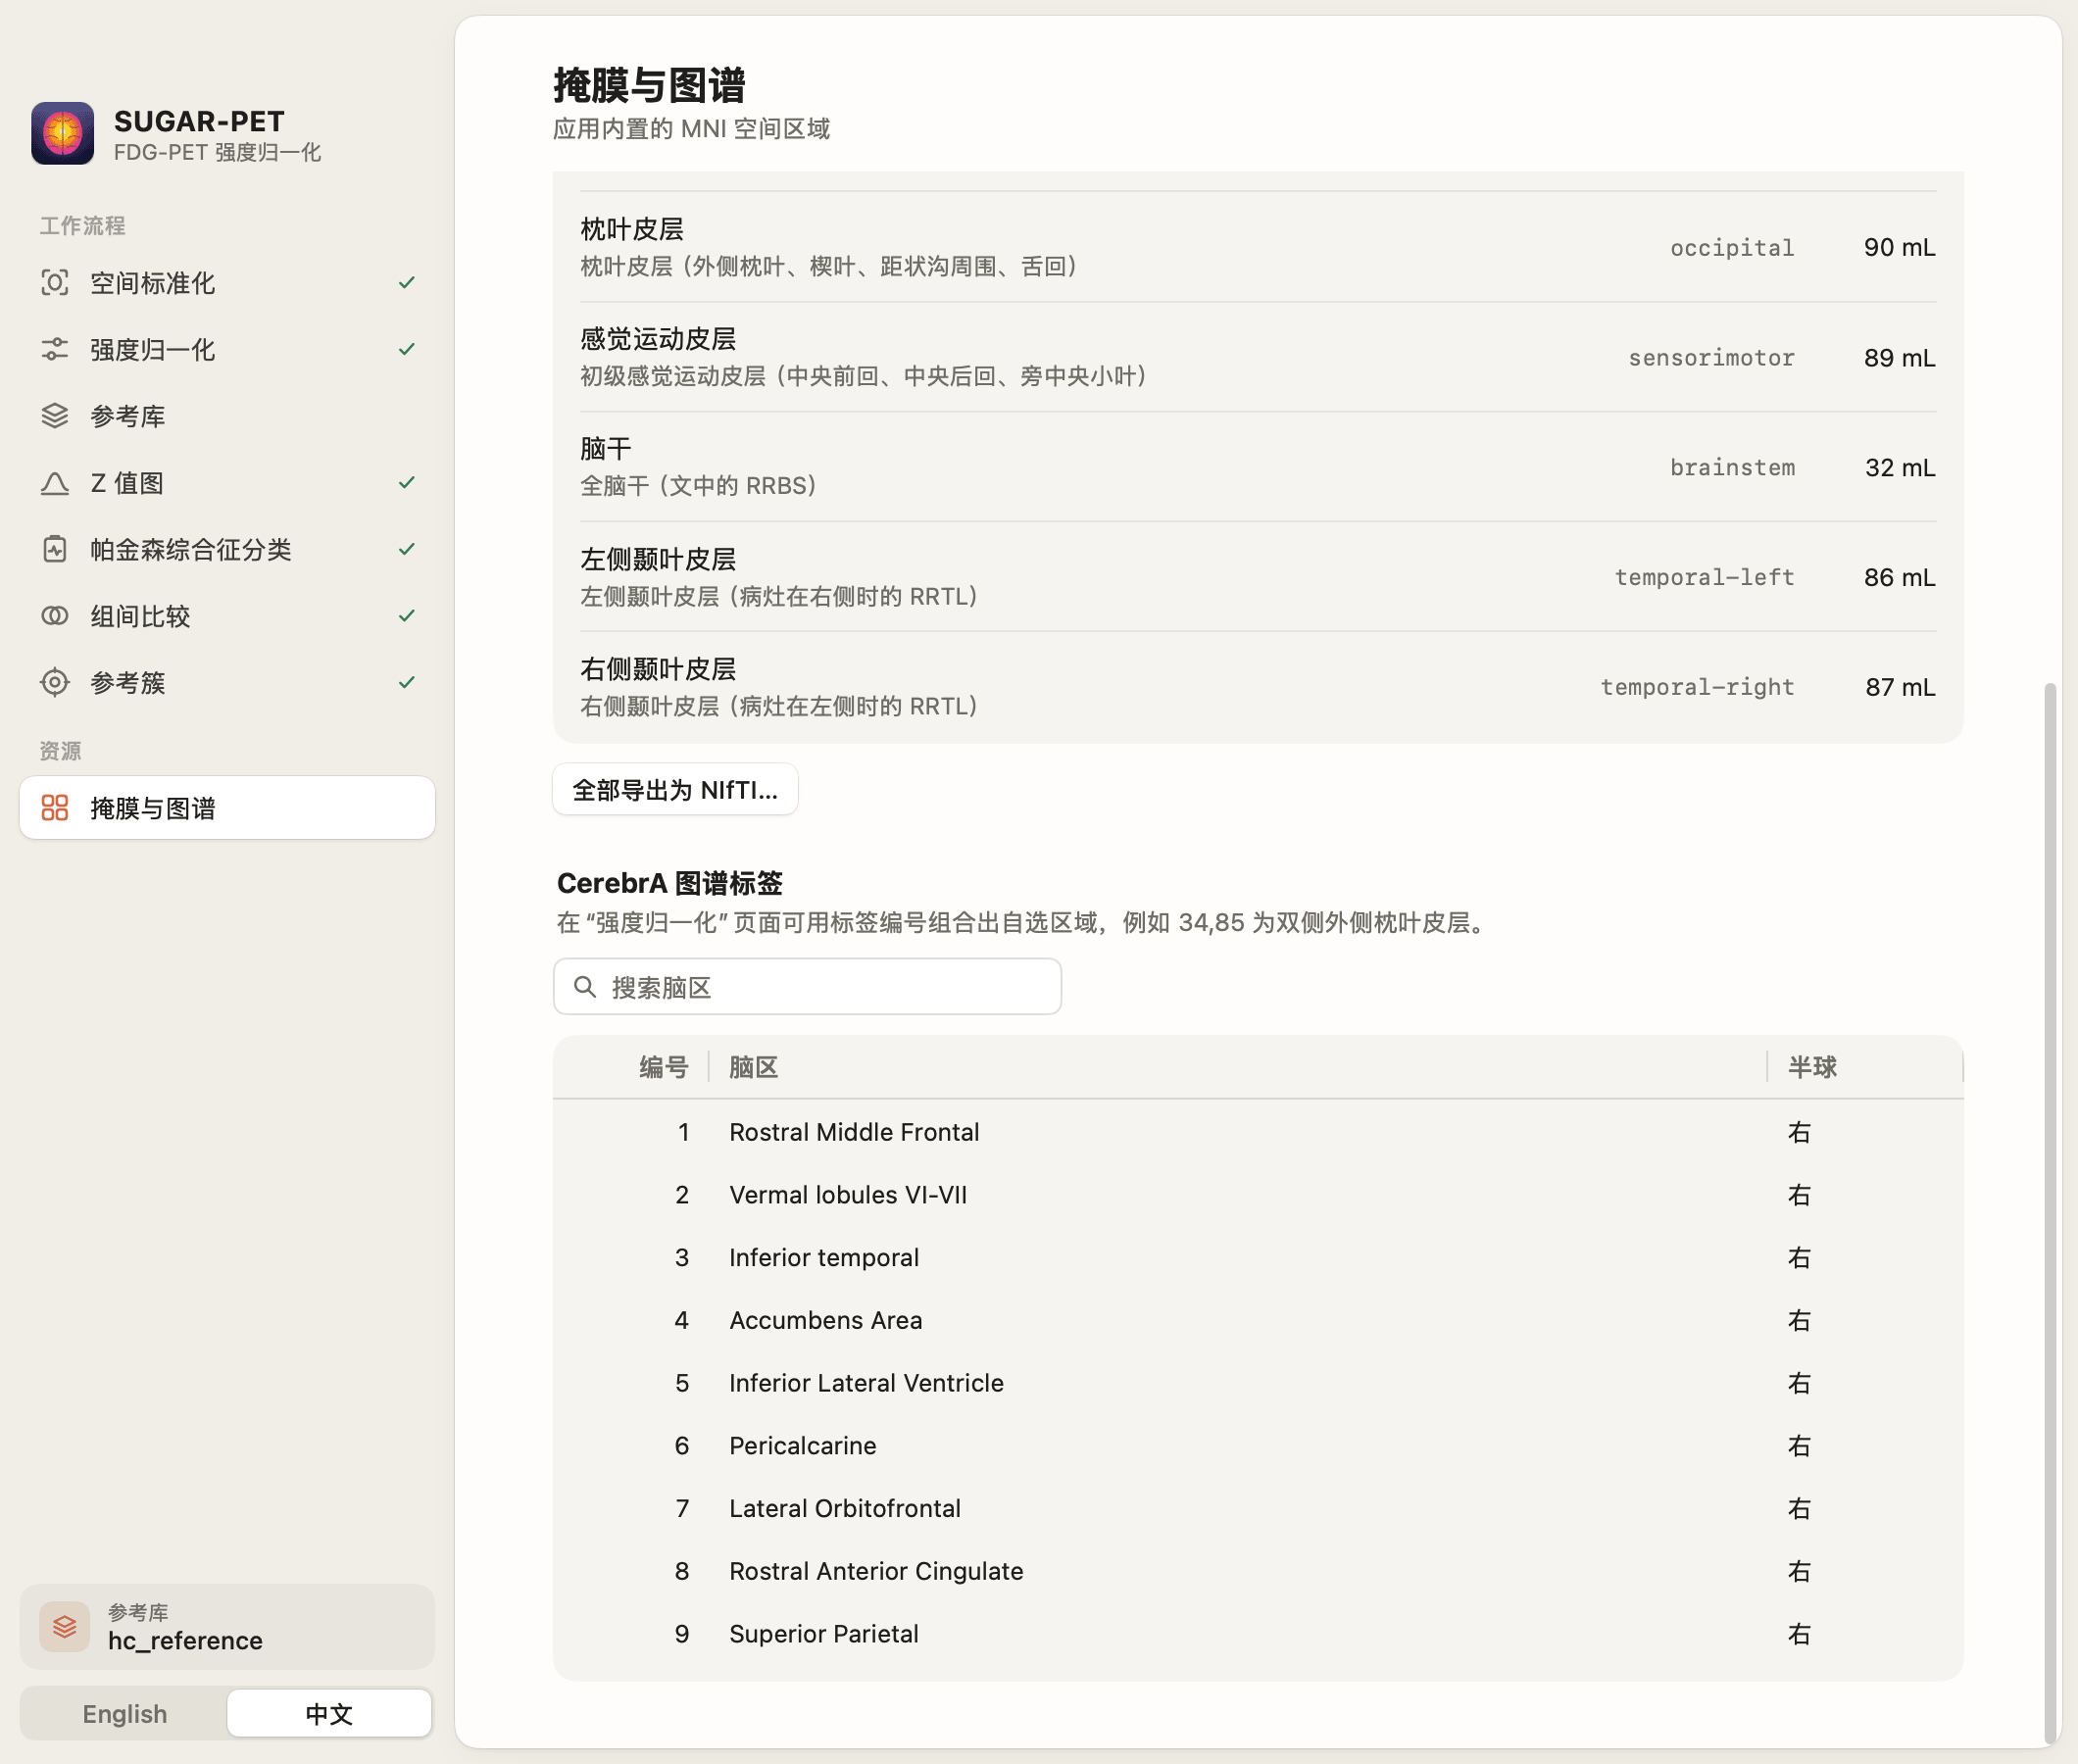 SUGAR-PET
FDG-PET 强度归一化
工作流程
空间标准化
强度归一化
参考库
Z 值图
帕金森综合征分类
组间比较
参考簇
资源
掩膜与图谱
参考库
hc_reference
English
中文
掩膜与图谱
应用内置的 MNI 空间区域
枕叶皮层
枕叶皮层（外侧枕叶、楔叶、距状沟周围、舌回）
occipital 90 mL
感觉运动皮层
初级感觉运动皮层（中央前回、中央后回、旁中央小叶）
sensorimotor 89 mL
脑干
全脑干（文中的 RRBS）
brainstem 32 mL
左侧颞叶皮层
左侧颞叶皮层（病灶在右侧时的 RRTL）
temporal-left 86 mL
右侧颞叶皮层
右侧颞叶皮层（病灶在左侧时的 RRTL）
temporal-right 87 mL
全部导出为 NIfTI...
CerebrA 图谱标签
在 “强度归一化” 页面可用标签编号组合出自选区域，例如 34,85 为双侧外侧枕叶皮层。
搜索脑区
编号 脑区 半球
1 Rostral Middle Frontal 右
2 Vermal lobules VI-VII 右
3 Inferior temporal 右
4 Accumbens Area 右
5 Inferior Lateral Ventricle 右
6 Pericalcarine 右
7 Lateral Orbitofrontal 右
8 Rostral Anterior Cingulate 右
9 Superior Parietal 右